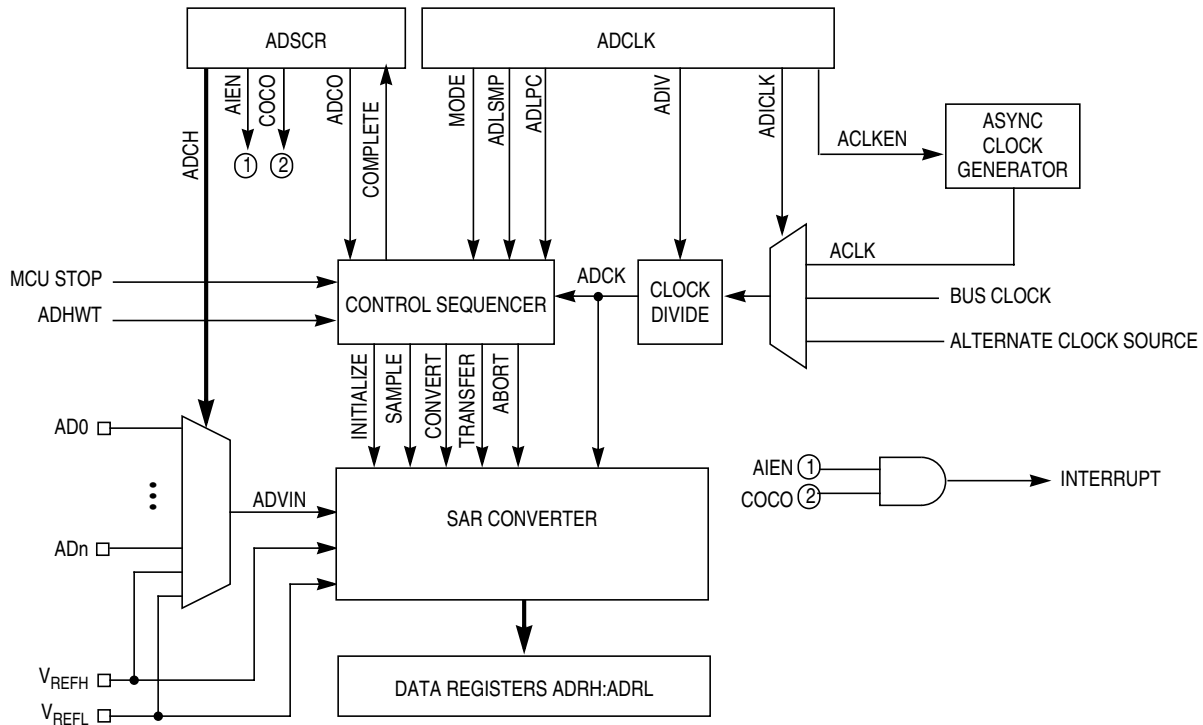 ADSCR
ADCLK
ADCH
AIEN
COCO
ADCO
COMPLETE
MODE
ADLSMP
ADLPC
ADIV
ADICLK
ACLKEN
ASYNC
CLOCK
GENERATOR
1
2
MCU STOP
ADHWT
CONTROL SEQUENCER
ADCK
CLOCK
DIVIDE
ACLK
BUS CLOCK
ALTERNATE CLOCK SOURCE
INITIALIZE
SAMPLE
CONVERT
TRANSFER
ABORT
AD0
•••
ADn
ADVIN
SAR CONVERTER
AIEN 1
COCO 2
INTERRUPT
VREFH
VREFL
DATA REGISTERS ADRH:ADRL